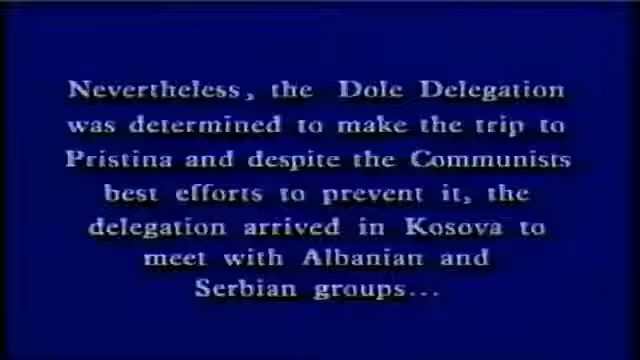 Nevertheless, the Dole Delegation
was determined to make the trip to
Pristina and despite the Communists
best efforts to prevent it, the
delegation arrived in Kosova to
meet with Albanian and
Serbian groups...